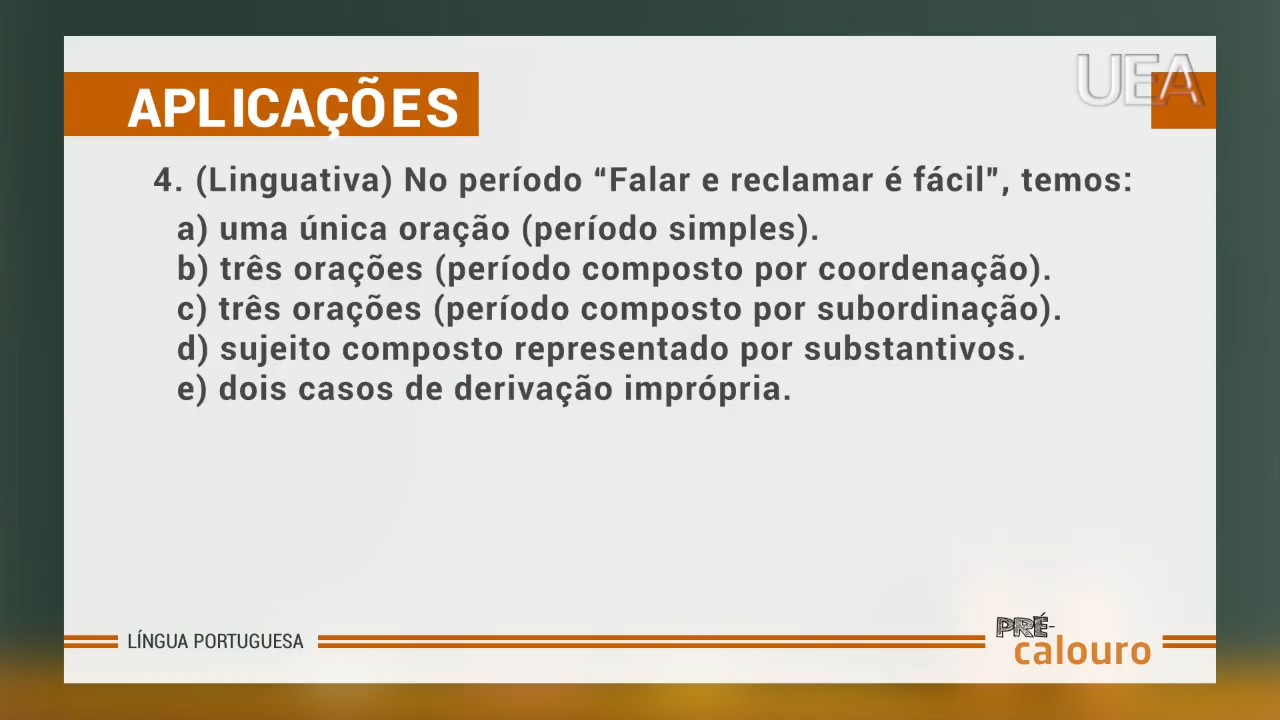 APLICAÇÕES
UEA
4. (Linguativa) No período “Falar e reclamar é fácil”, temos:
a) uma única oração (período simples).
b) três orações (período composto por coordenação).
c) três orações (período composto por subordinação).
d) sujeito composto representado por substantivos.
e) dois casos de derivação imprópria.
LÍNGUA PORTUGUESA
PRÉ-
calouro